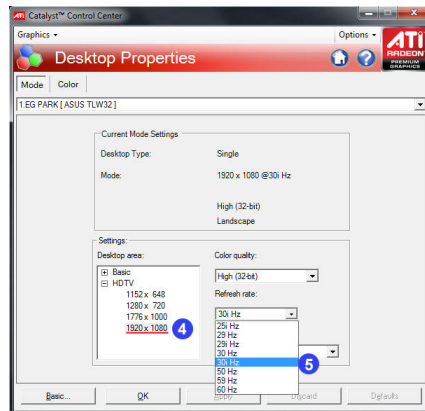 ATI Catalyst™ Control Center
Graphics
Options
Desktop Properties
ATI
RADEON
PREMIUM
GRAPHICS
Mode Color
1.EG PARK [ ASUS TLW32 ]
Current Mode Settings
Desktop Type: Single
Mode: 1920 x 1080 @30i Hz
High (32-bit)
Landscape
Settings:
Desktop area: Color quality:
Basic
High (32-bit)
HDTV
Refresh rate:
1152 x 648
1280 x 720
30i Hz
1776 x 1000
1920 x 1080 4
25i Hz
29 Hz
29i Hz
30 Hz
30i Hz 5
50 Hz
59 Hz
60 Hz
Basic... OK Apply Discard Defaults